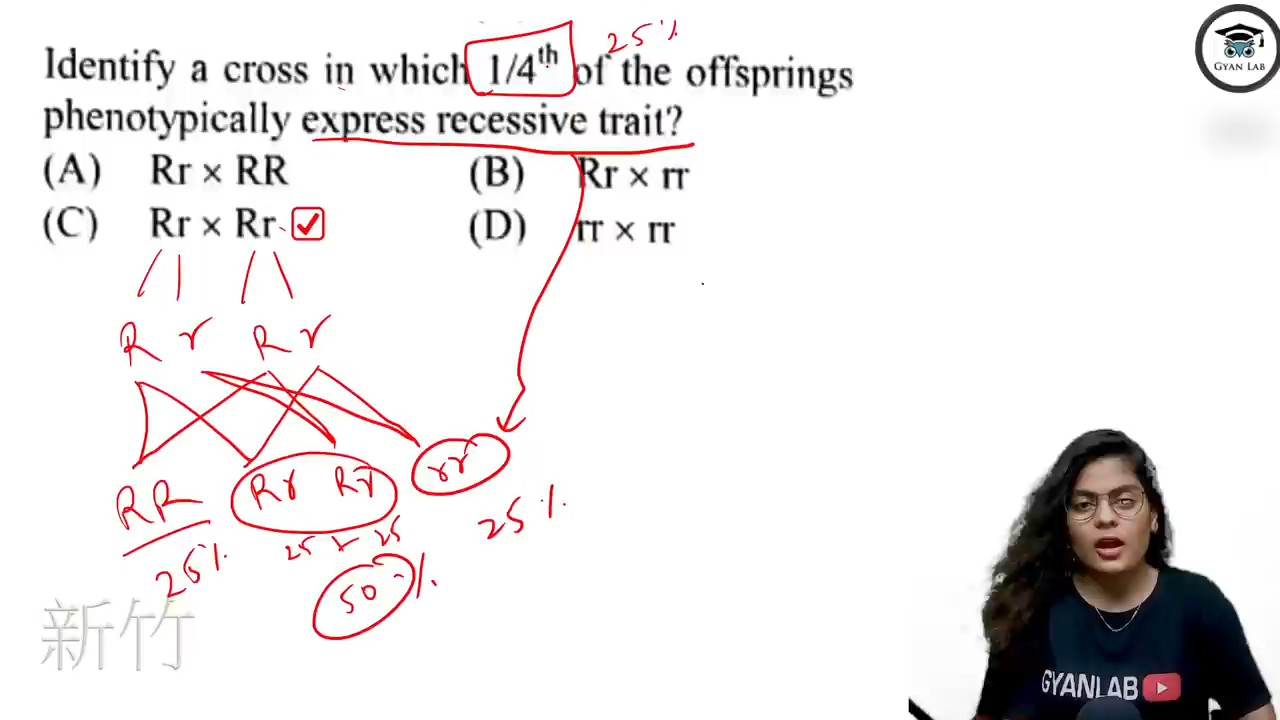 Identify a cross in which 1/4th of the offsprings
25%
phenotypically express recessive trait?
(A) Rr × RR (B) Rr × rr
(C) Rr × Rr (D) rr × rr
R r R r
RR Rr Rr rr
25% 25 + 25 25%
50%
GYAN LAB
GYANLAB
新竹